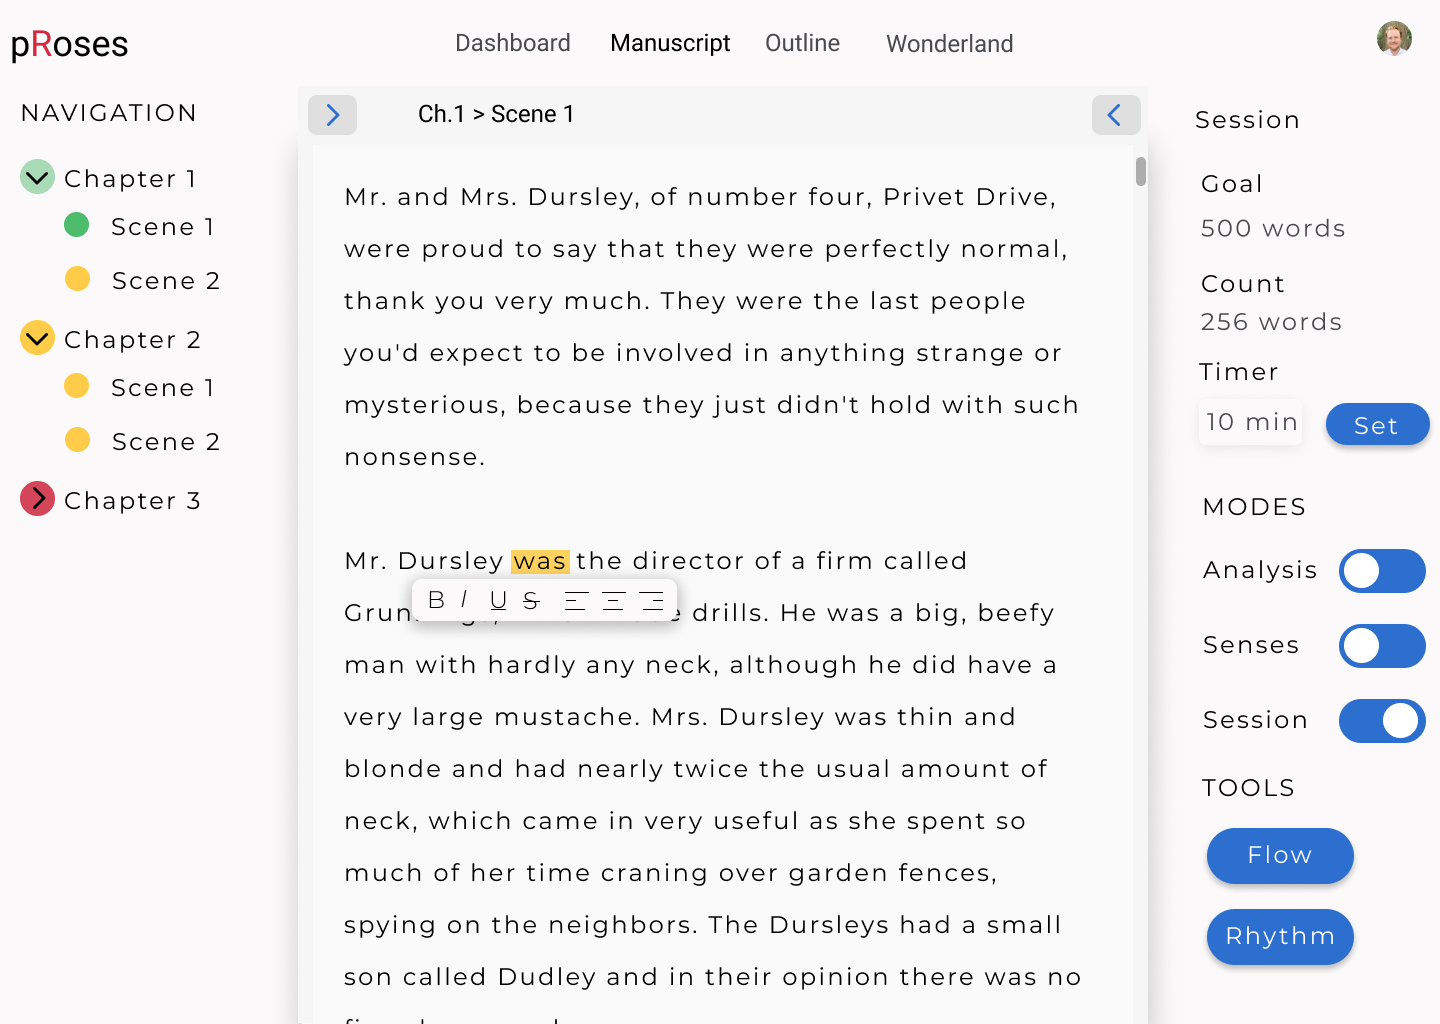 pRoses
Dashboard Manuscript Outline Wonderland
NAVIGATION
Chapter 1
Scene 1
Scene 2
Chapter 2
Scene 1
Scene 2
Chapter 3
Ch.1 > Scene 1
Mr. and Mrs. Dursley, of number four, Privet Drive,
were proud to say that they were perfectly normal,
thank you very much. They were the last people
you'd expect to be involved in anything strange or
mysterious, because they just didn't hold with such
nonsense.
Mr. Dursley was the director of a firm called
B I U S
drills. He was a big, beefy
man with hardly any neck, although he did have a
very large mustache. Mrs. Dursley was thin and
blonde and had nearly twice the usual amount of
neck, which came in very useful as she spent so
much of her time craning over garden fences,
spying on the neighbors. The Dursleys had a small
son called Dudley and in their opinion there was no
Session
Goal
500 words
Count
256 words
Timer
10 min Set
MODES
Analysis
Senses
Session
TOOLS
Flow
Rhythm